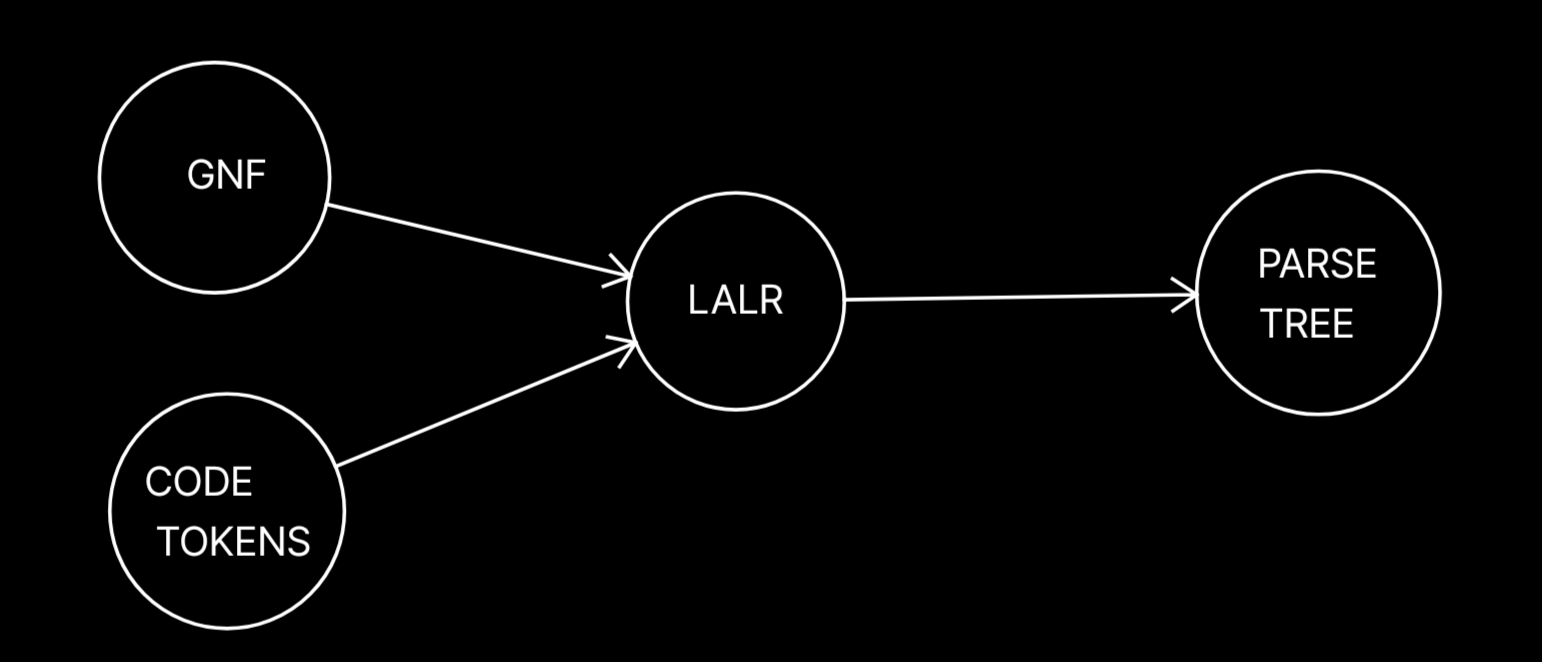 GNF
LALR
PARSE
TREE
CODE
TOKENS